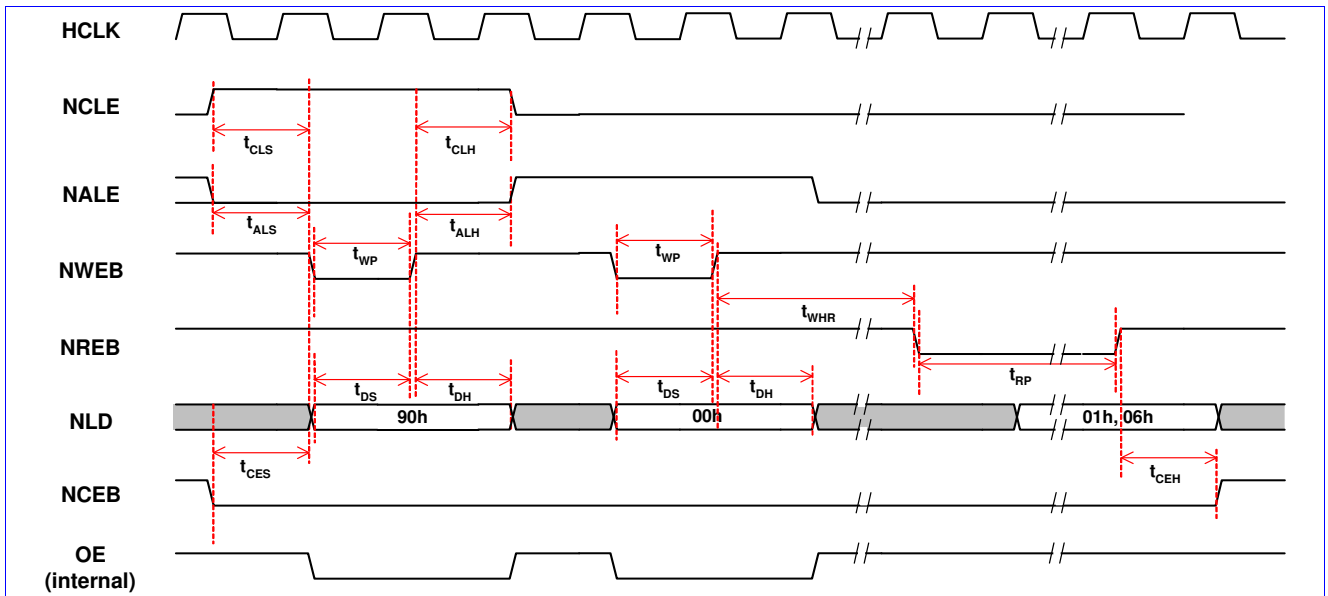 HCLK
NCLE
tCLS
tCLH
NALE
tALS
tALH
NWEB
tWP
tWP
tWHR
NREB
tRP
tDS
tDH
tDS
tDH
NLD
90h
00h
01h, 06h
tCES
tCEH
NCEB
OE
(internal)